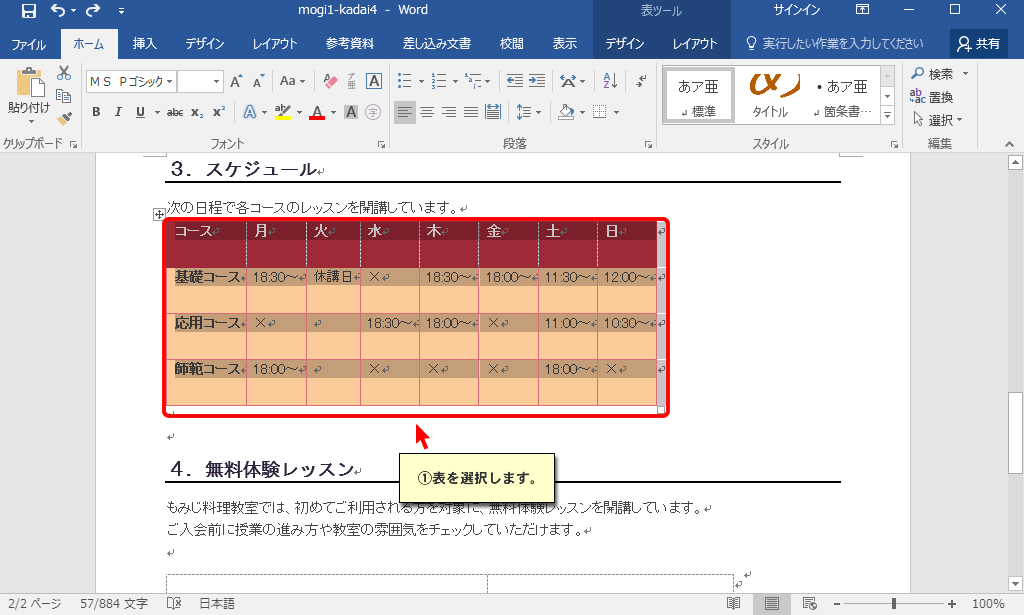 mogi1-kadai4 - Word
表ツール
サインイン
ファイル ホーム 挿入 デザイン レイアウト 参考資料 差し込み文書 校閲 表示 デザイン レイアウト 実行したい作業を入力してください 共有
貼り付け
ＭＳ Ｐゴシック
Aa
B I U abc x₂ x²
あア亜 標準
タイトル
・あア亜 箇条書…
検索
置換
選択
クリップボード フォント 段落 スタイル 編集
３．スケジュール
次の日程で各コースのレッスンを開講しています。
コース 月 火 水 木 金 土 日
基礎コース 18:30～ 休講日 × 18:30～ 18:00～ 11:30～ 12:00～
応用コース × 18:30～ 18:00～ × 11:00～ 10:30～
師範コース 18:00～ × × × 18:00～ ×
①表を選択します。
４．無料体験レッスン
もみじ料理教室では、初めてご利用される方を対象に、無料体験レッスンを開講しています。
ご入会前に授業の進み方や教室の雰囲気をチェックしていただけます。
2/2 ページ 57/884 文字 日本語 100%